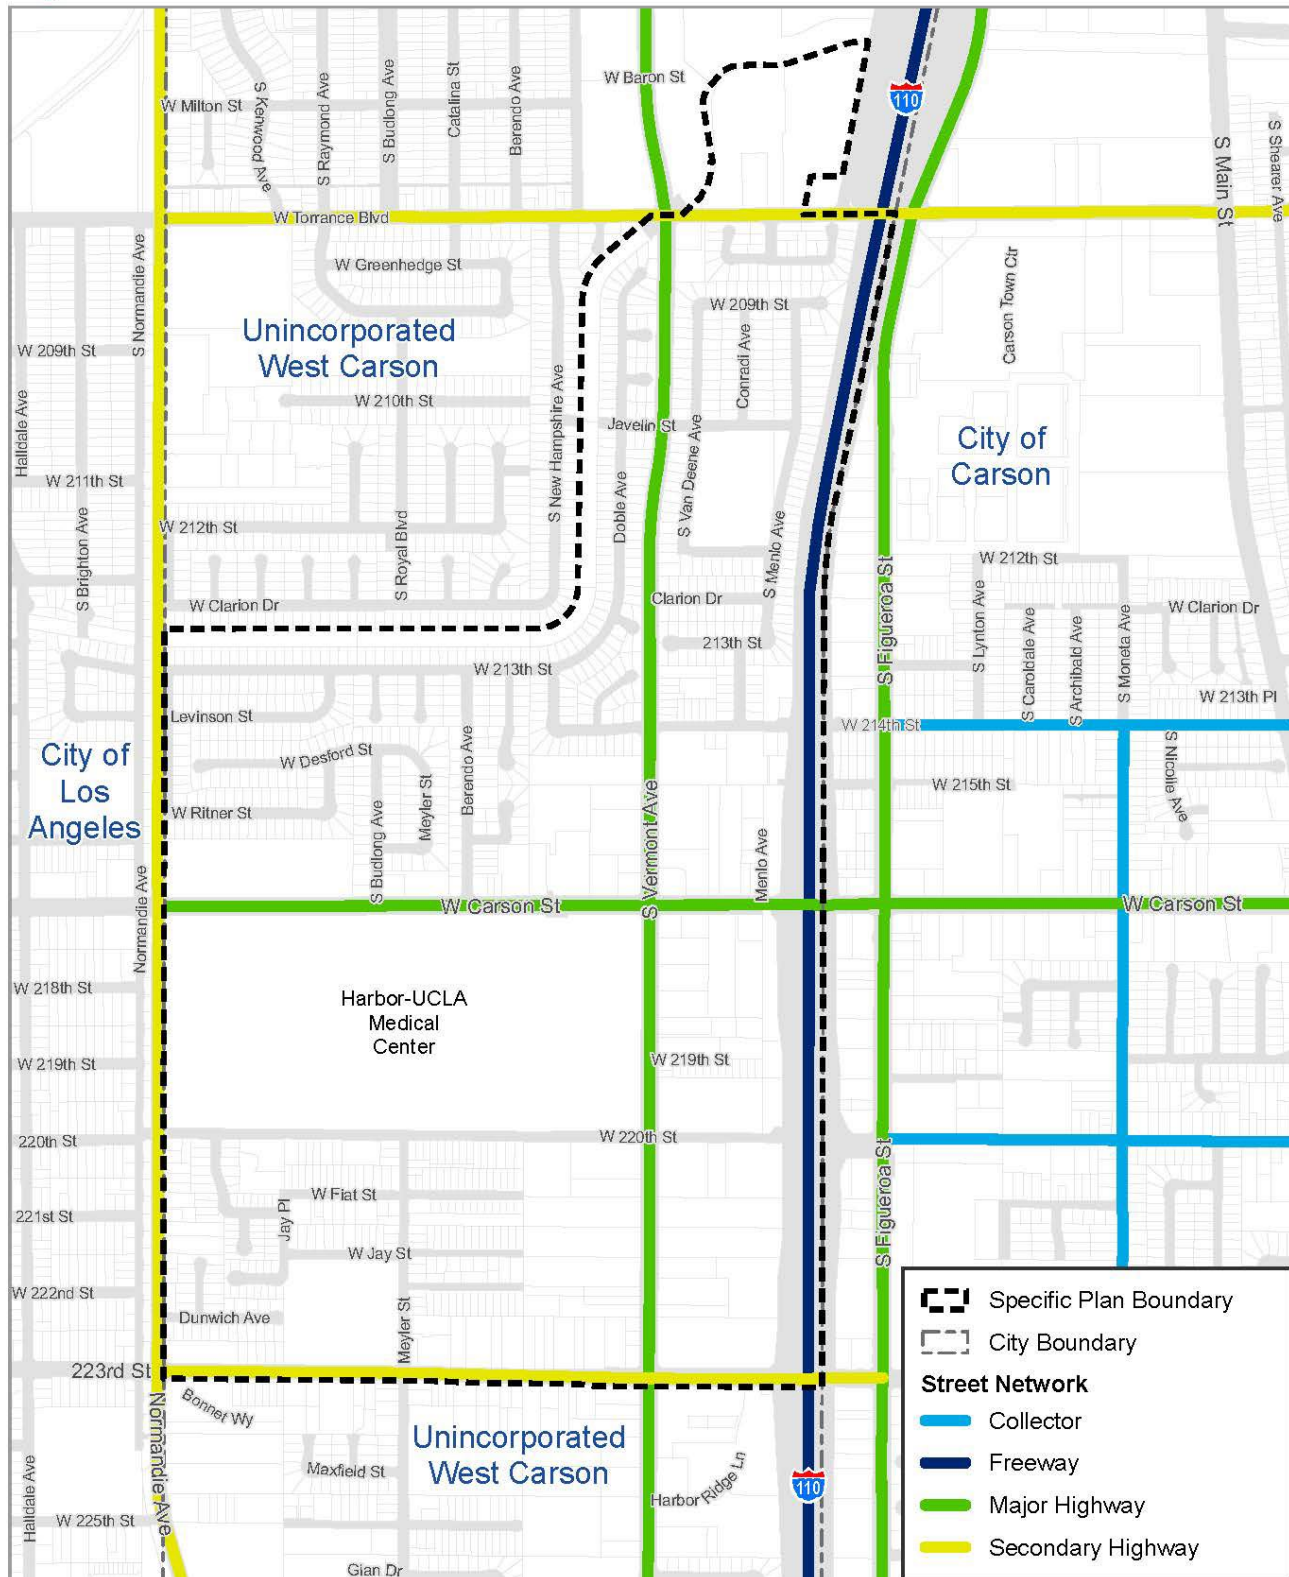 W Baron St
110
W Milton St
S Kenwood Ave
S Raymond Ave
S Budlong Ave
Catalina St
Berendo Ave
S Main St
S Shearer Ave
W Torrance Blvd
S Normandie Ave
W Greenhedge St
W 209th St
Conradi Ave
Carson Town Ctr
Unincorporated
West Carson
W 209th St
Halldale Ave
W 210th St
S New Hampshire Ave
Javelin St
Doble Ave
S Van Deene Ave
City of
Carson
W 211th St
S Brighton Ave
W 212th St
S Royal Blvd
S Menlo Ave
S Figueroa St
W 212th St
W Clarion Dr
Clarion Dr
S Lynton Ave
S Caroldale Ave
S Archibald Ave
S Moneta Ave
W Clarion Dr
213th St
W 213th St
W 213th Pl
Levinson St
W 214th St
City of
Los
Angeles
W Desford St
Berendo Ave
S Nicolle Ave
W 215th St
W Ritner St
S Budlong Ave
Meyler St
S Vermont Ave
Menlo Ave
Normandie Ave
W Carson St
W Carson St
W 218th St
Harbor-UCLA
Medical
Center
W 219th St
W 219th St
220th St
W 220th St
S Figueroa St
W Fiat St
Jay Pl
221st St
W Jay St
W 222nd St
Dunwich Ave
Meyler St
223rd St
Bonnet Wy
Normandie Ave
Unincorporated
West Carson
Maxfield St
Harbor Ridge Ln
110
Halldale Ave
W 225th St
Gian Dr
Specific Plan Boundary
City Boundary
Street Network
Collector
Freeway
Major Highway
Secondary Highway